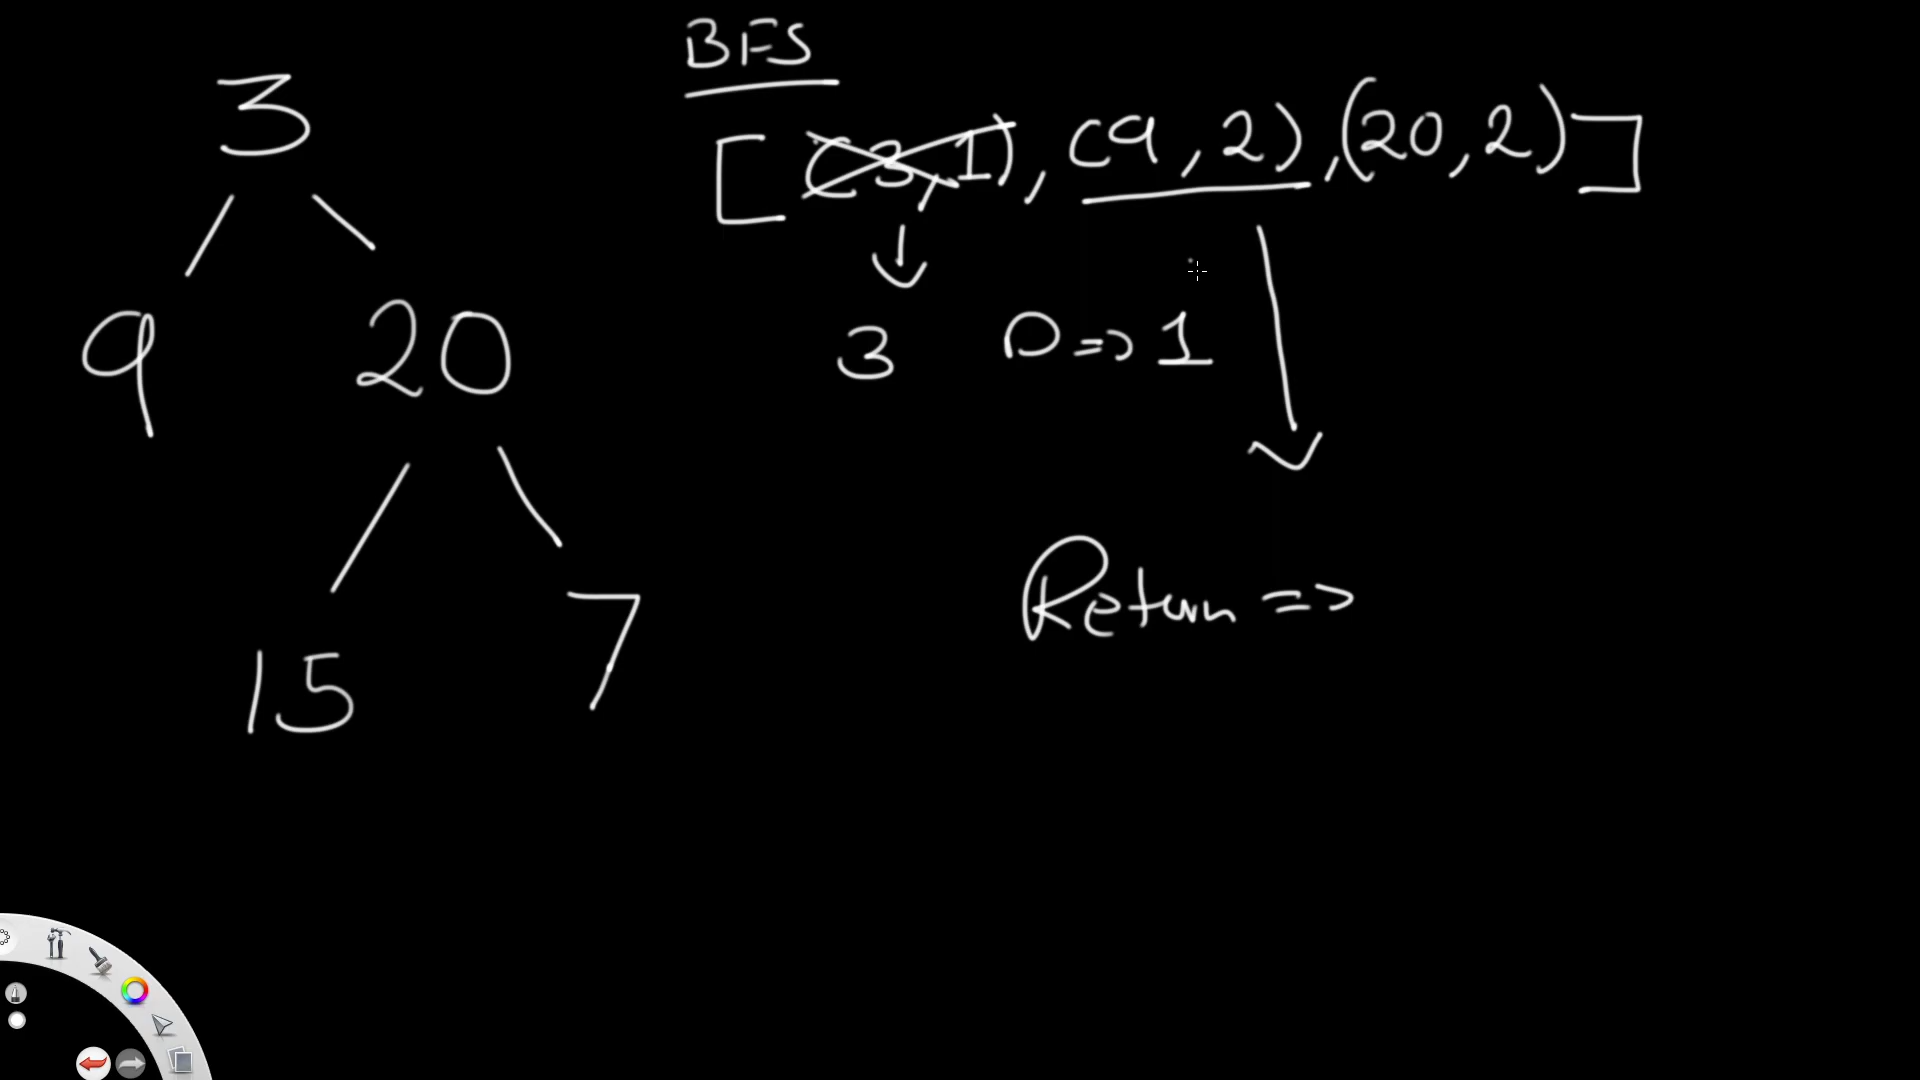 BFS
[(3,1), (9,2), (20,2)]
3
9 20
15 7
3 D => 1
Return =>